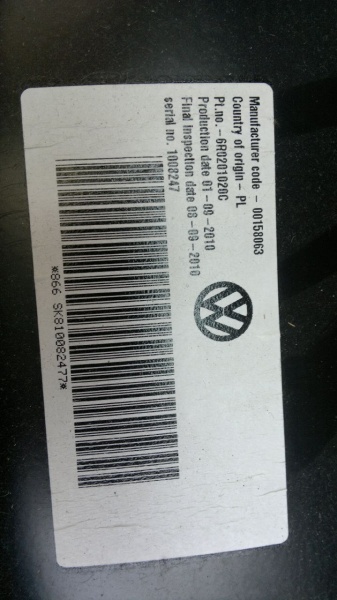 Manufacturer code - 00158063
Country of origin - PL
Pt.no. - 6R0201020C
Production date 01-09-2010
Final inspection date 08-09-2010
serial no. 1008247
*866 SK810082477*